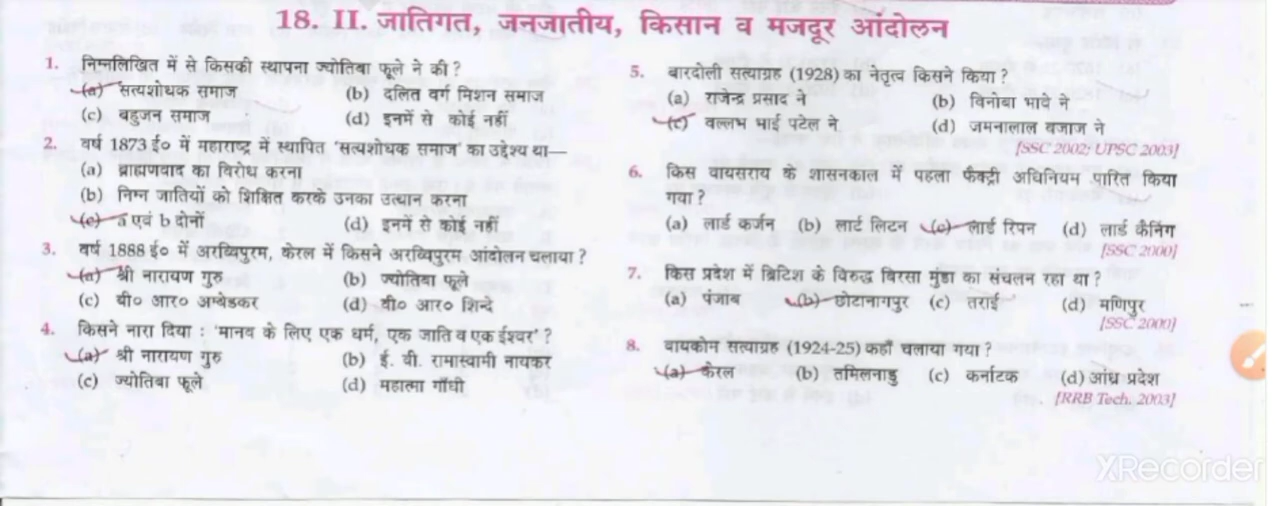 18. II. जातिगत, जनजातीय, किसान व मजदूर आंदोलन
1. निम्नलिखित में से किसकी स्थापना ज्योतिबा फूले ने की ?
(a) सत्यशोधक समाज (b) दलित वर्ग मिशन समाज
(c) बहुजन समाज (d) इनमें से कोई नहीं
2. वर्ष 1873 ई० में महाराष्ट्र में स्थापित 'सत्यशोधक समाज' का उद्देश्य था—
(a) ब्राह्मणवाद का विरोध करना
(b) निम्न जातियों को शिक्षित करके उनका उत्थान करना
(c) a एवं b दोनों (d) इनमें से कोई नहीं
3. वर्ष 1888 ई० में अरव्विपुरम, केरल में किसने अरव्विपुरम आंदोलन चलाया ?
(a) श्री नारायण गुरु (b) ज्योतिबा फूले
(c) बी० आर० अम्बेडकर (d) वी० आर० शिन्दे
4. किसने नारा दिया : 'मानव के लिए एक धर्म, एक जाति व एक ईश्वर' ?
(a) श्री नारायण गुरु (b) ई. वी. रामास्वामी नायकर
(c) ज्योतिबा फूले (d) महात्मा गाँधी
5. बारदोली सत्याग्रह (1928) का नेतृत्व किसने किया ?
(a) राजेन्द्र प्रसाद ने (b) विनोबा भावे ने
(c) वल्लभ भाई पटेल ने (d) जमनालाल बजाज ने
[SSC 2002; UPSC 2003]
6. किस वायसराय के शासनकाल में पहला फैक्ट्री अधिनियम पारित किया
गया ?
(a) लार्ड कर्जन (b) लार्ट लिटन (c) लार्ड रिपन (d) लार्ड कैनिंग
[SSC 2000]
7. किस प्रदेश में ब्रिटिश के विरुद्ध बिरसा मुंडा का संचलन रहा था ?
(a) पंजाब (b) छोटानागपुर (c) तराई (d) मणिपुर
[SSC 2000]
8. वायकोम सत्याग्रह (1924-25) कहाँ चलाया गया ?
(a) केरल (b) तमिलनाडु (c) कर्नाटक (d) आंध्र प्रदेश
[RRB Tech. 2003]
XRecorder